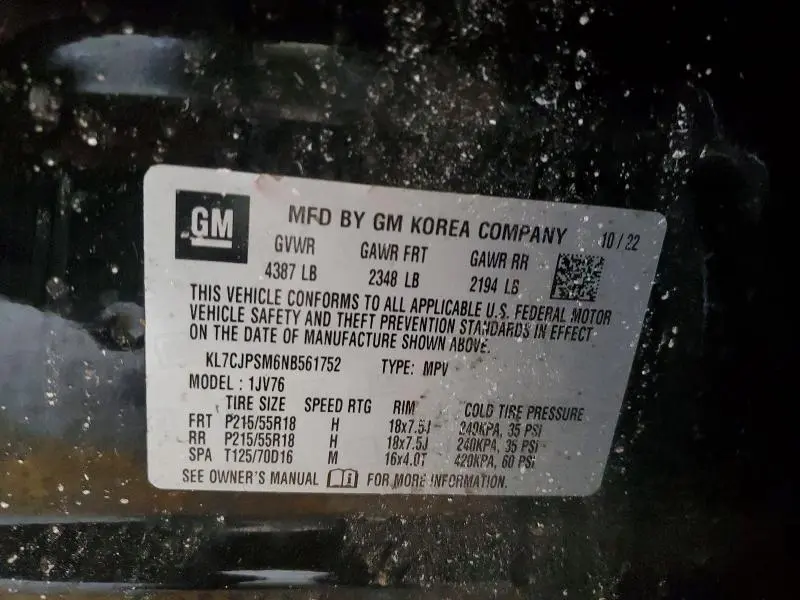 GM MFD BY GM KOREA COMPANY 10/22
GVWR GAWR FRT GAWR RR
4387 LB 2348 LB 2194 LB
THIS VEHICLE CONFORMS TO ALL APPLICABLE U.S. FEDERAL MOTOR
VEHICLE SAFETY AND THEFT PREVENTION STANDARDS IN EFFECT
ON THE DATE OF MANUFACTURE SHOWN ABOVE.
KL7CJPSM6NB561752 TYPE: MPV
MODEL : 1JV76
TIRE SIZE SPEED RTG RIM COLD TIRE PRESSURE
FRT P215/55R18 H 18x7.5J 240KPA, 35 PSI
RR P215/55R18 H 18x7.5J 240KPA, 35 PSI
SPA T125/70D16 M 16x4.0T 420KPA, 60 PSI
SEE OWNER'S MANUAL FOR MORE INFORMATION.